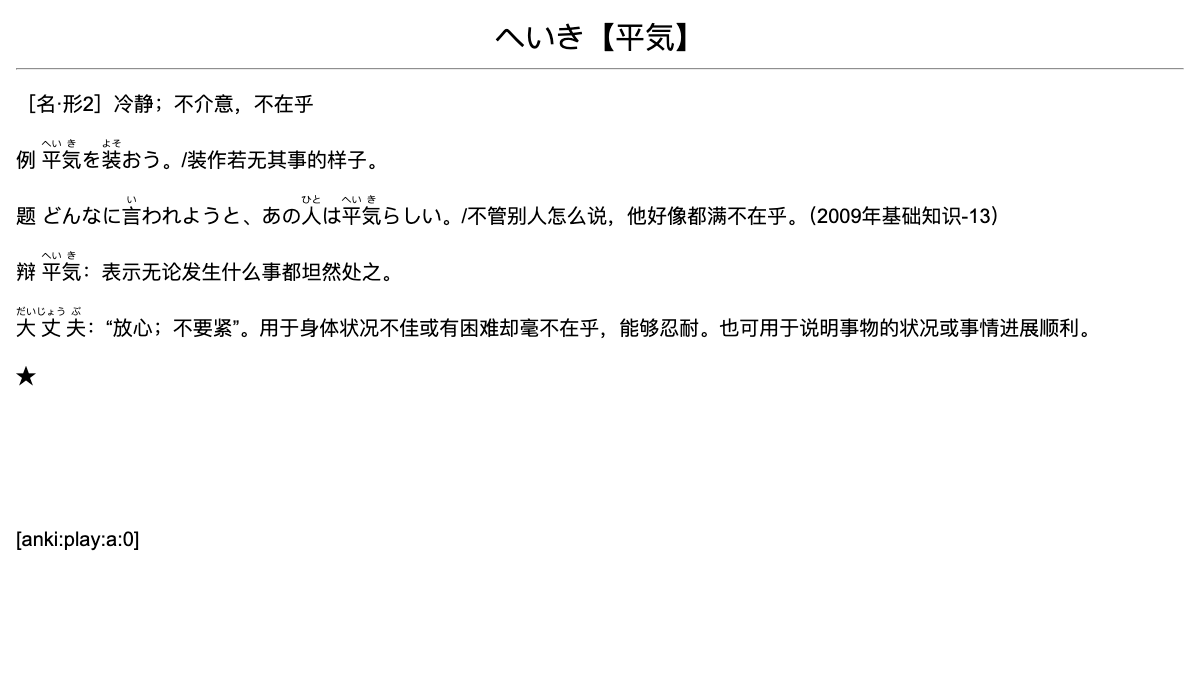 へいき【平気】
［名·形2］冷静；不介意，不在乎
へい き よそ
例 平気を装おう。/装作若无其事的样子。
い ひと へい き
题 どんなに言われようと、あの人は平気らしい。/不管别人怎么说，他好像都满不在乎。（2009年基础知识-13）
へい き
辩 平気：表示无论发生什么事都坦然处之。
だいじょう ぶ
大丈夫：“放心；不要紧”。用于身体状况不佳或有困难却毫不在乎，能够忍耐。也可用于说明事物的状况或事情进展顺利。
★
[anki:play:a:0]